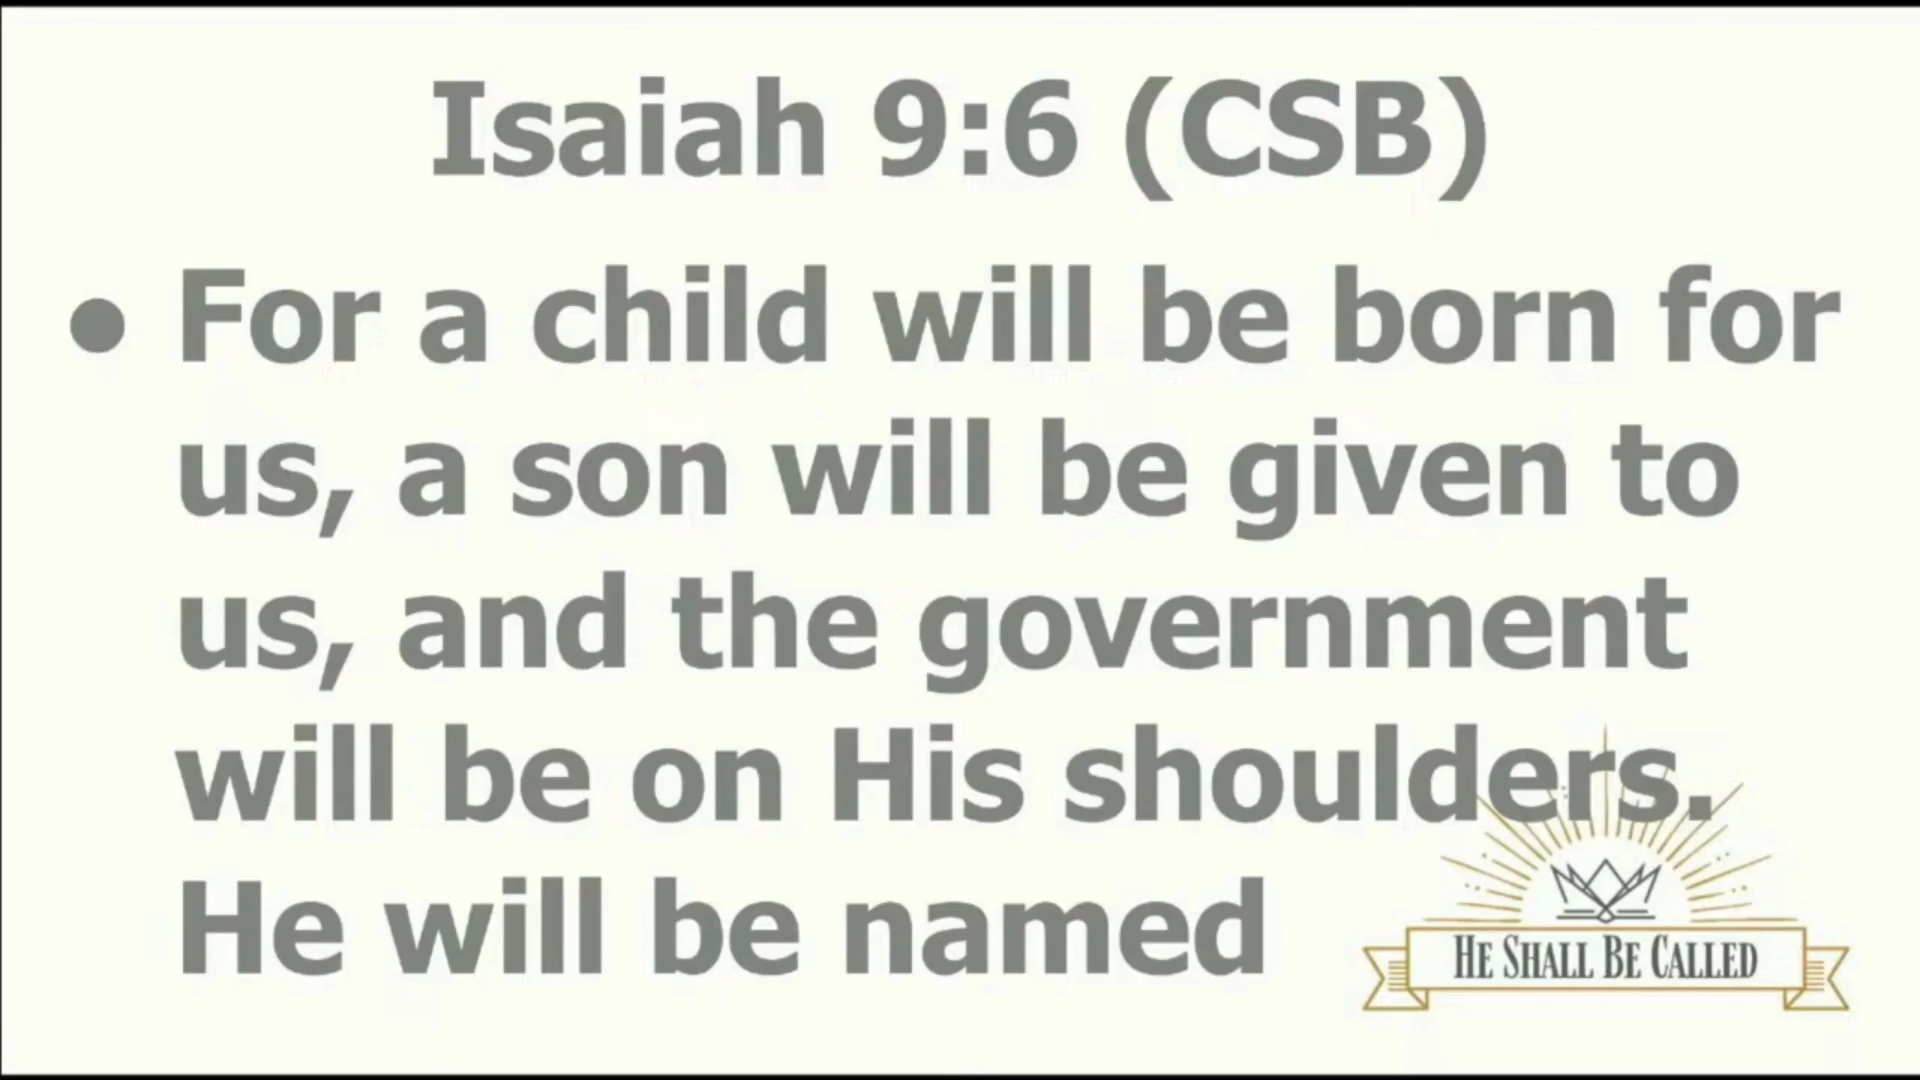 Isaiah 9:6 (CSB)
• For a child will be born for
us, a son will be given to
us, and the government
will be on His shoulders.
He will be named
HE SHALL BE CALLED